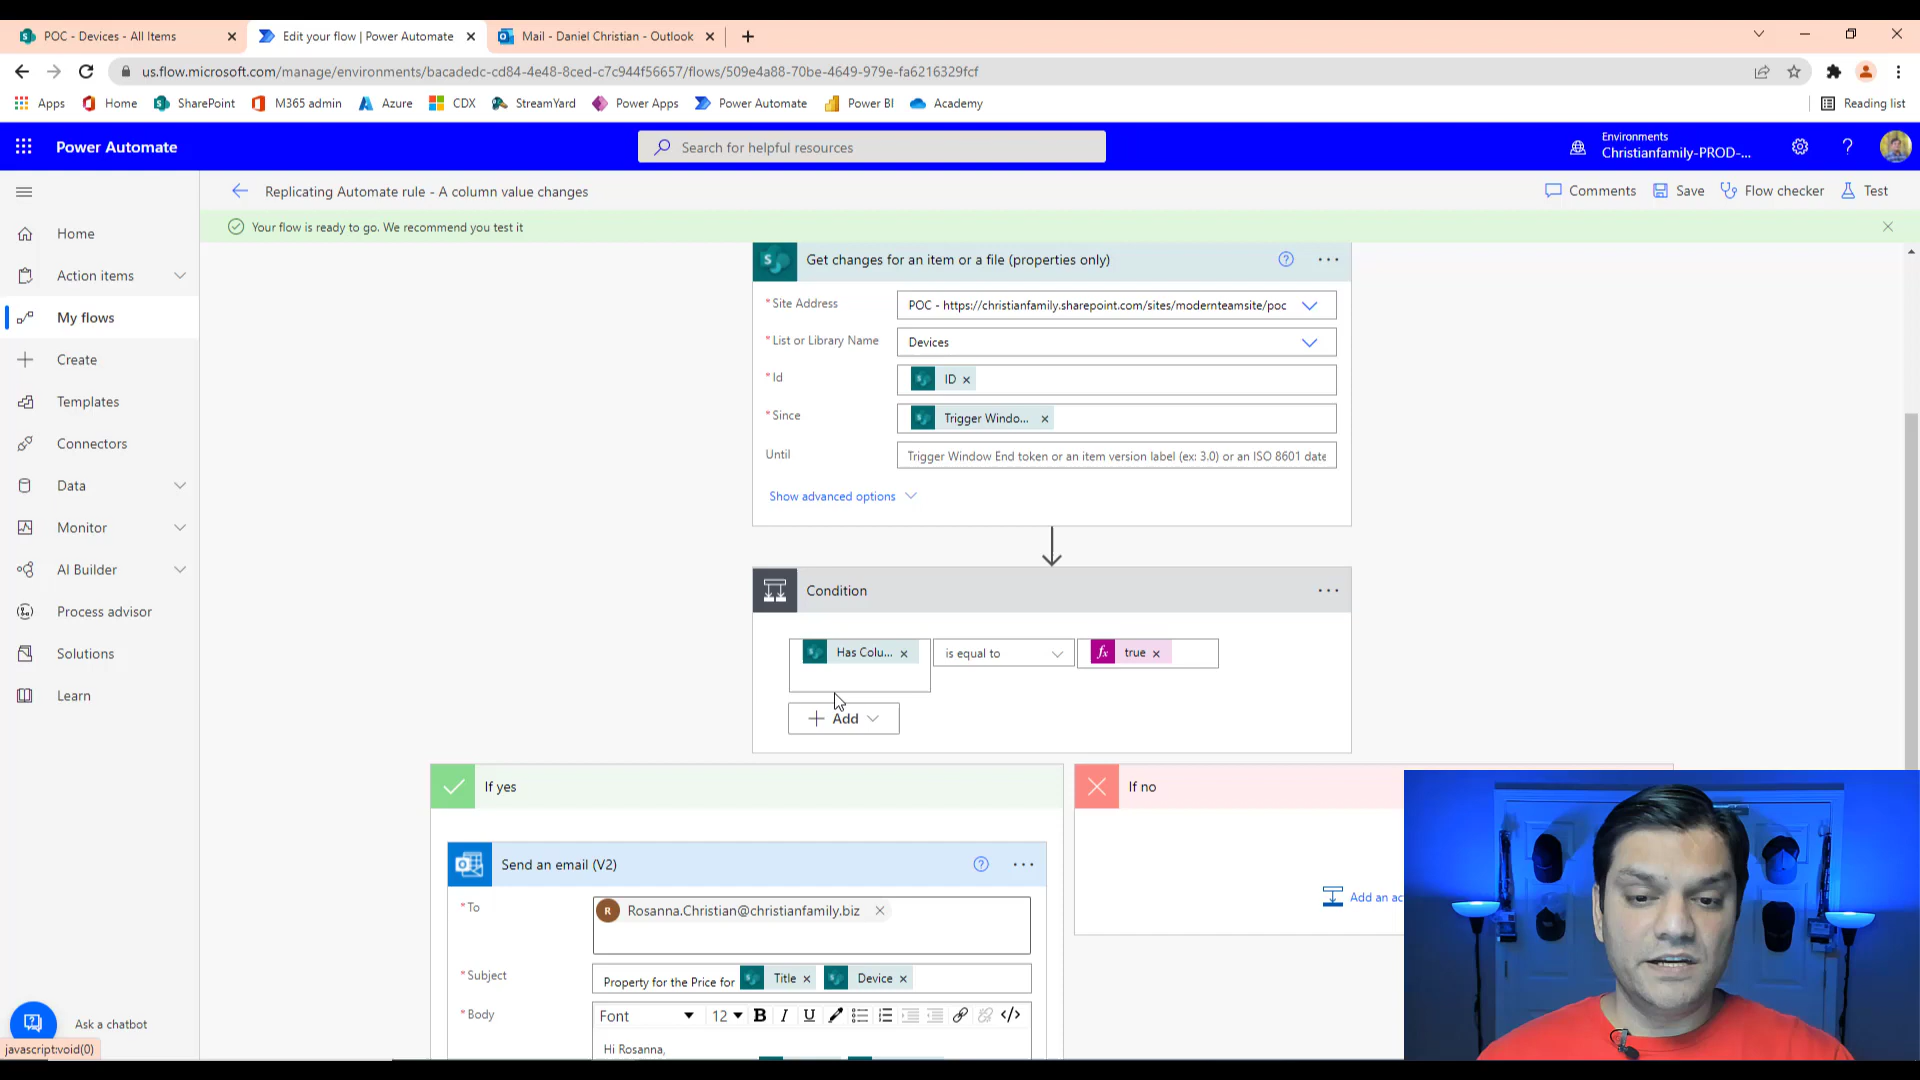 POC - Devices - All Items
Edit your flow | Power Automate
Mail - Daniel Christian - Outlook
us.flow.microsoft.com/manage/environments/bacadedc-cd84-4e48-8ced-c7c944f56657/flows/509e4a88-70be-4649-979e-fa6216329fcf
Apps Home SharePoint M365 admin Azure CDX StreamYard Power Apps Power Automate Power BI Academy Reading list
Power Automate
Search for helpful resources
Environments
Christianfamily-PROD-...
Replicating Automate rule - A column value changes
Comments Save Flow checker Test
Your flow is ready to go. We recommend you test it
Home
Action items
My flows
Create
Templates
Connectors
Data
Monitor
AI Builder
Process advisor
Solutions
Learn
Ask a chatbot
javascript:void(0)
Get changes for an item or a file (properties only)
* Site Address POC - https://christianfamily.sharepoint.com/sites/modernteamsite/poc
* List or Library Name Devices
* Id ID
* Since Trigger Windo...
Until Trigger Window End token or an item version label (ex: 3.0) or an ISO 8601 date
Show advanced options
Condition
Has Colu... is equal to fx true
+ Add
If yes
If no
Send an email (V2)
Add an ac
* To R Rosanna.Christian@christianfamily.biz
* Subject Property for the Price for Title Device
* Body Font 12 B I U </>
Hi Rosanna,